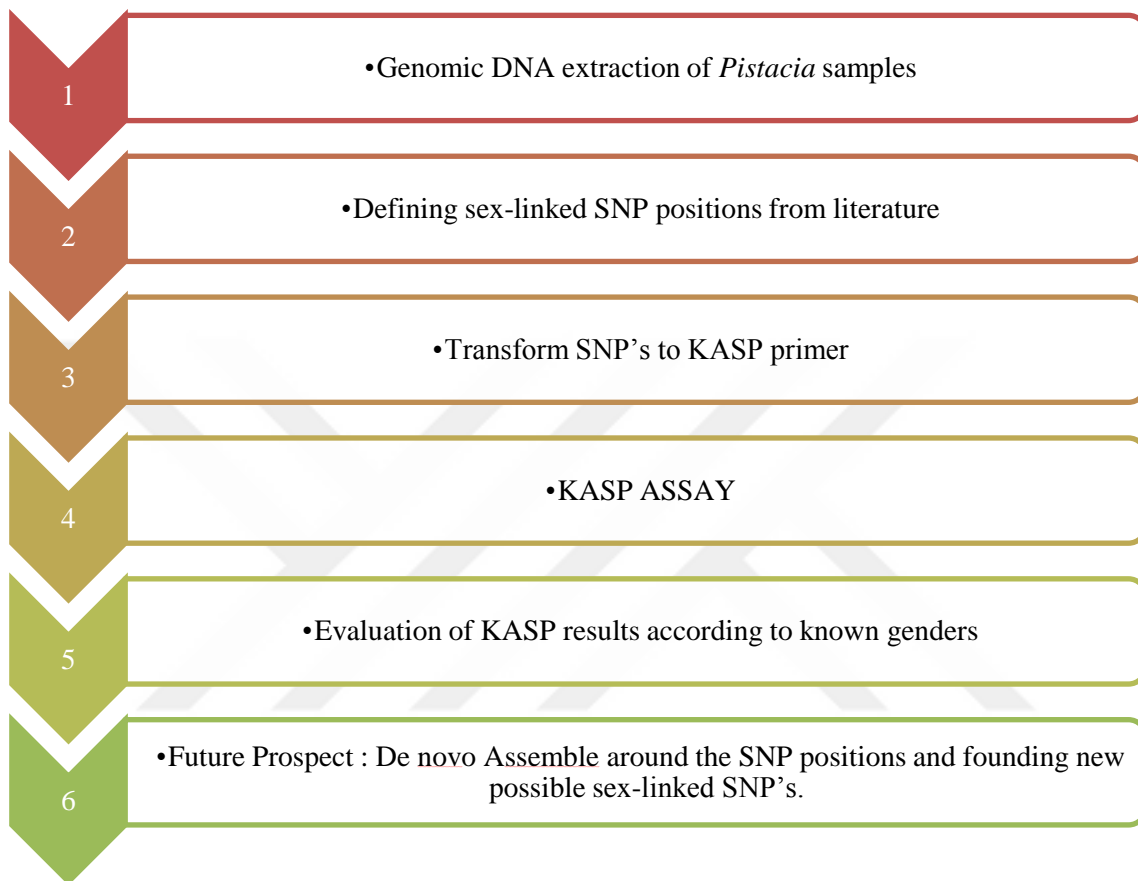 1
•Genomic DNA extraction of Pistacia samples
2
•Defining sex-linked SNP positions from literature
3
•Transform SNP’s to KASP primer
4
•KASP ASSAY
5
•Evaluation of KASP results according to known genders
6
•Future Prospect : De novo Assemble around the SNP positions and founding new
possible sex-linked SNP’s.